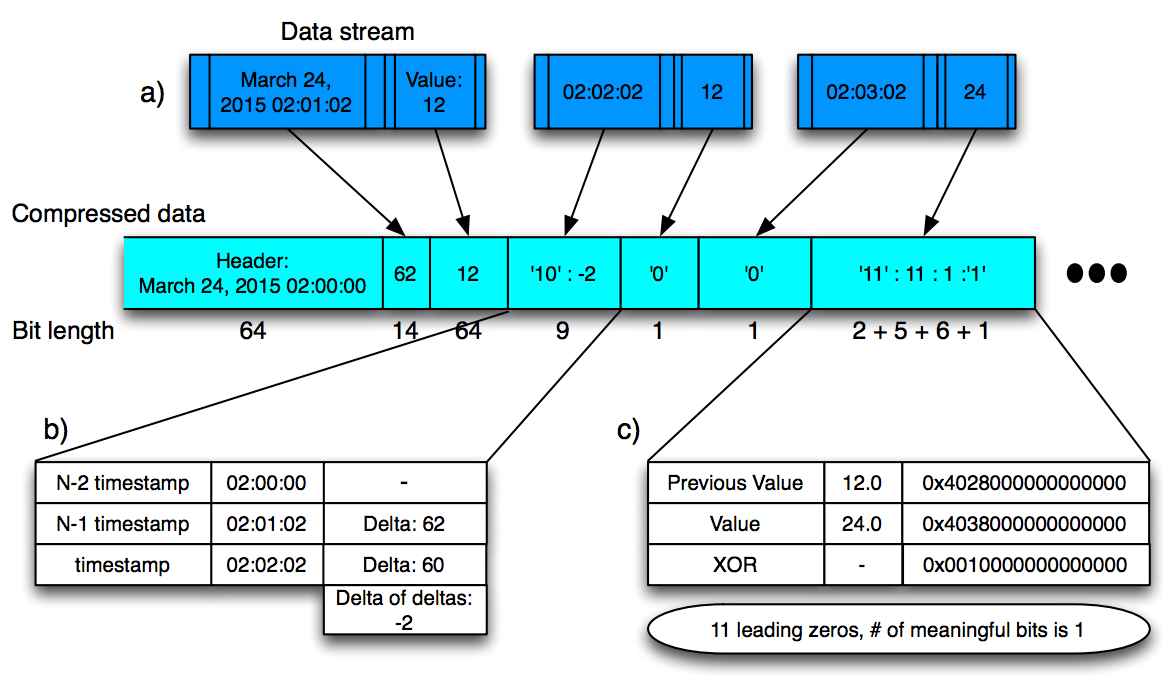 Data stream
a)
March 24,
2015 02:01:02
Value:
12
02:02:02
12
02:03:02
24
Compressed data
Header:
March 24, 2015 02:00:00
62
12
'10' : -2
'0'
'0'
'11' : 11 : 1 :'1'
Bit length
64
14
64
9
1
1
2 + 5 + 6 + 1
b)
N-2 timestamp
02:00:00
-
N-1 timestamp
02:01:02
Delta: 62
timestamp
02:02:02
Delta: 60
Delta of deltas:
-2
c)
Previous Value
12.0
0x4028000000000000
Value
24.0
0x4038000000000000
XOR
-
0x0010000000000000
11 leading zeros, # of meaningful bits is 1